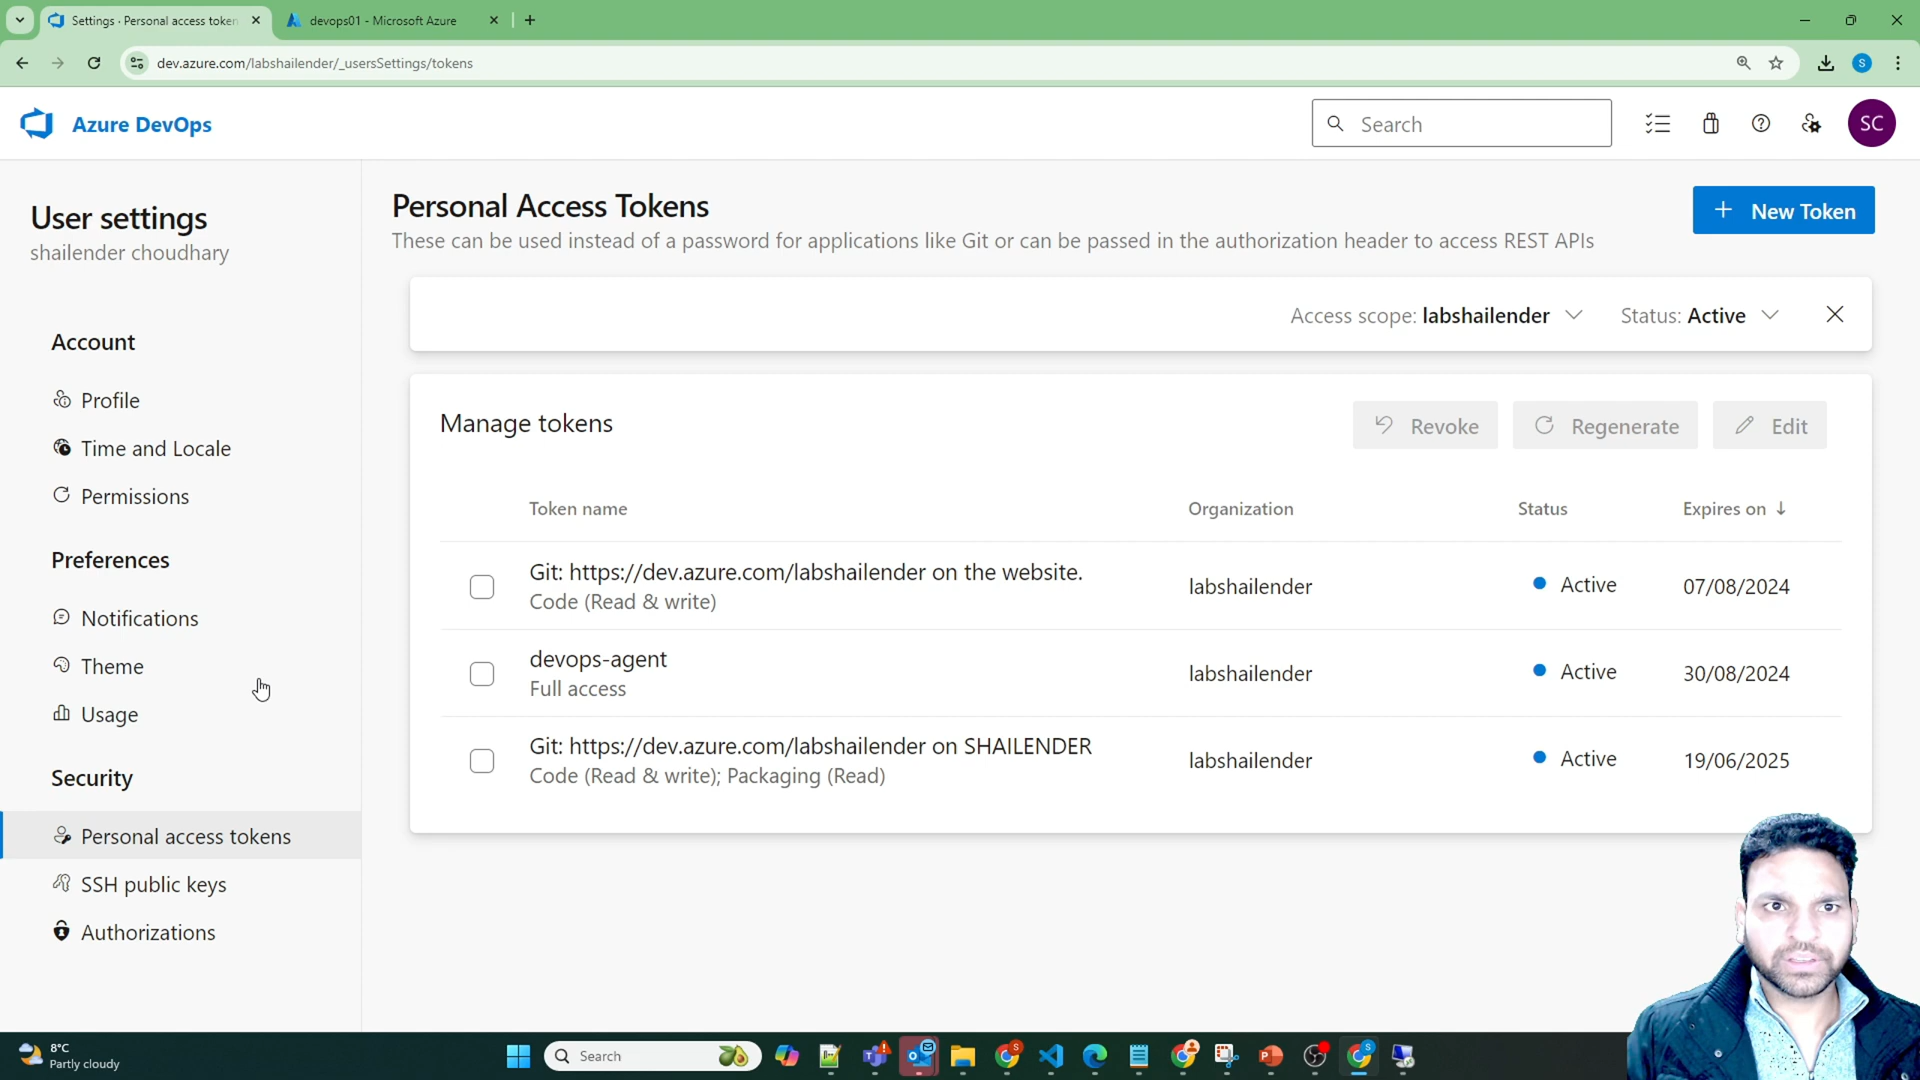 Settings - Personal access token
devops01 - Microsoft Azure
dev.azure.com/labshailender/_usersSettings/tokens
S
Azure DevOps
Search
SC
User settings
shailender choudhary
Account
Profile
Time and Locale
Permissions
Preferences
Notifications
Theme
Usage
Security
Personal access tokens
SSH public keys
Authorizations
Personal Access Tokens
These can be used instead of a password for applications like Git or can be passed in the authorization header to access REST APIs
New Token
Access scope: labshailender
Status: Active
Manage tokens
Revoke
Regenerate
Edit
Token name Organization Status Expires on
Git: https://dev.azure.com/labshailender on the website.
Code (Read & write)
labshailender Active 07/08/2024
devops-agent
Full access
labshailender Active 30/08/2024
Git: https://dev.azure.com/labshailender on SHAILENDER
Code (Read & write); Packaging (Read)
labshailender Active 19/06/2025
8°C
Partly cloudy
Search